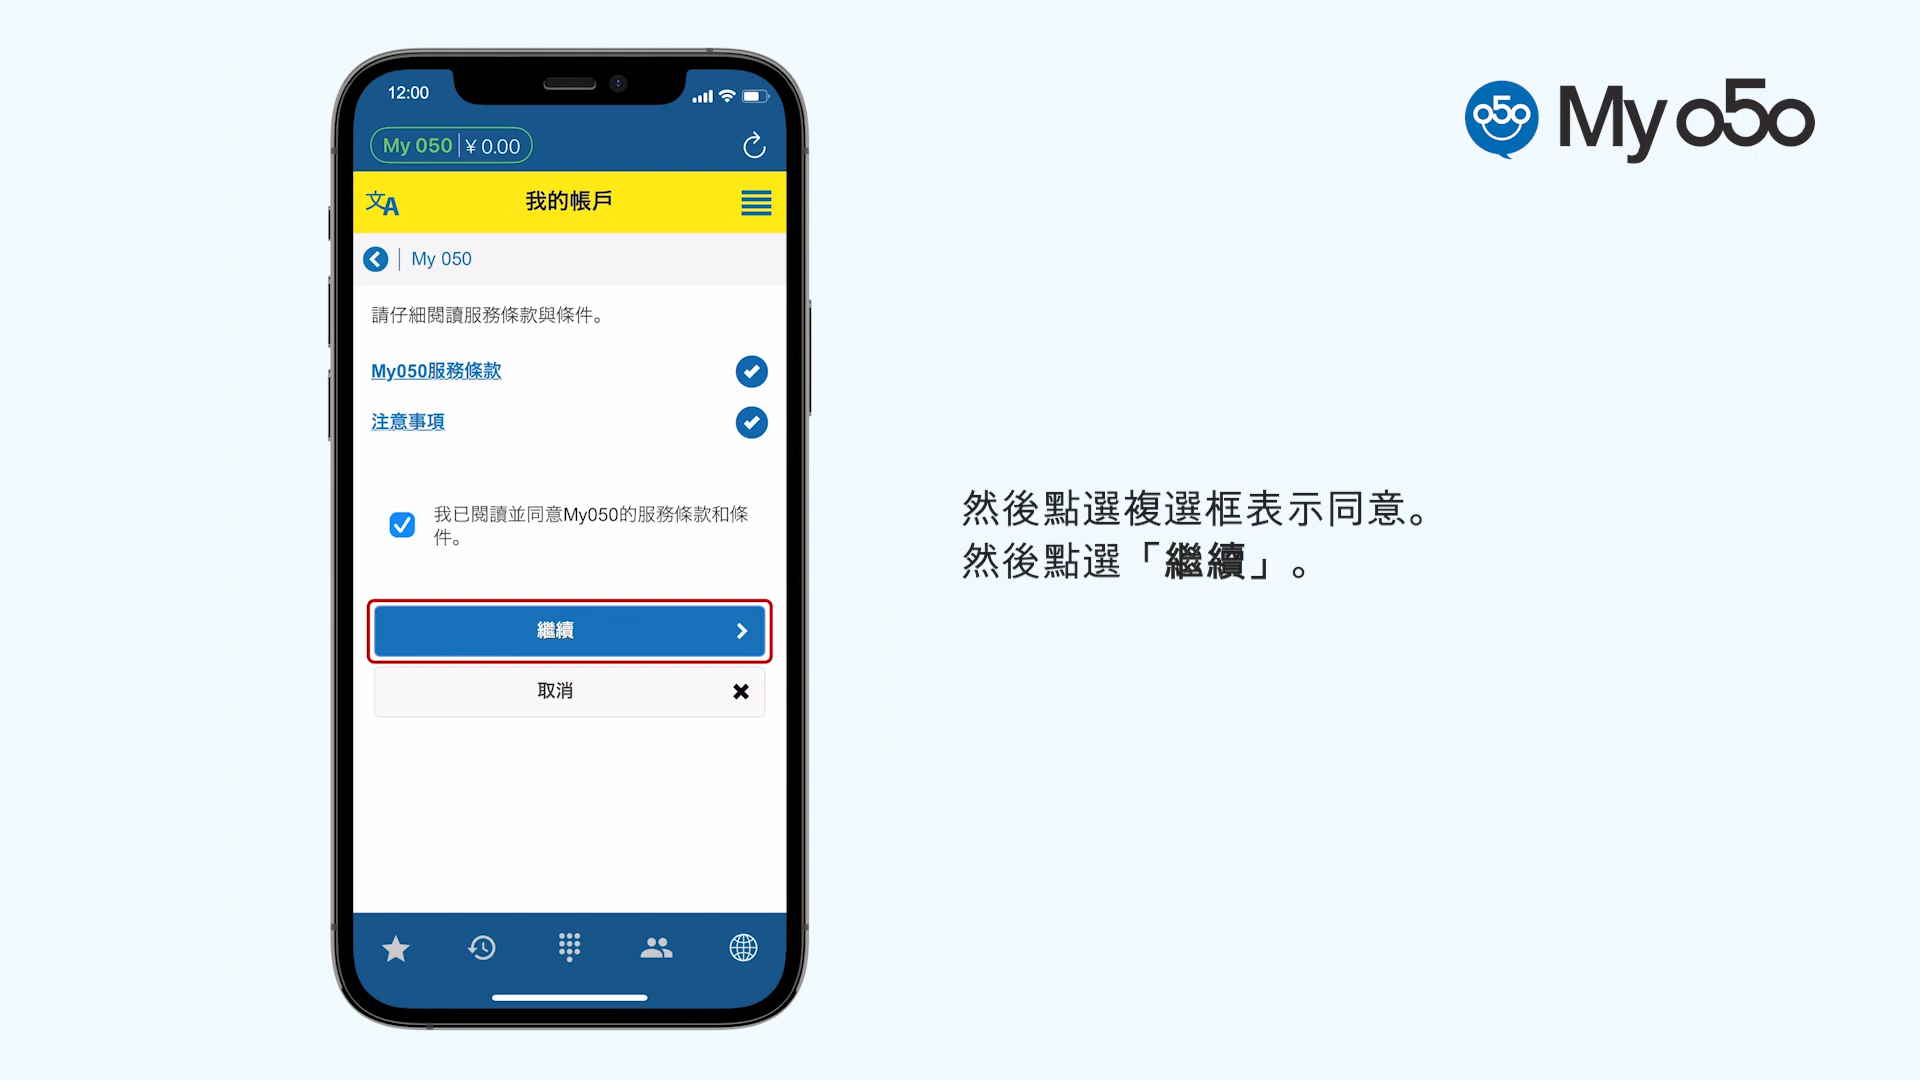 12:00
My 050 ¥ 0.00
我的帳戶
My 050
請仔細閱讀服務條款與條件。
My050服務條款
注意事項
我已閱讀並同意My050的服務條款和條
件。
繼續
取消
050 My 050
然後點選複選框表示同意。
然後點選「繼續」。